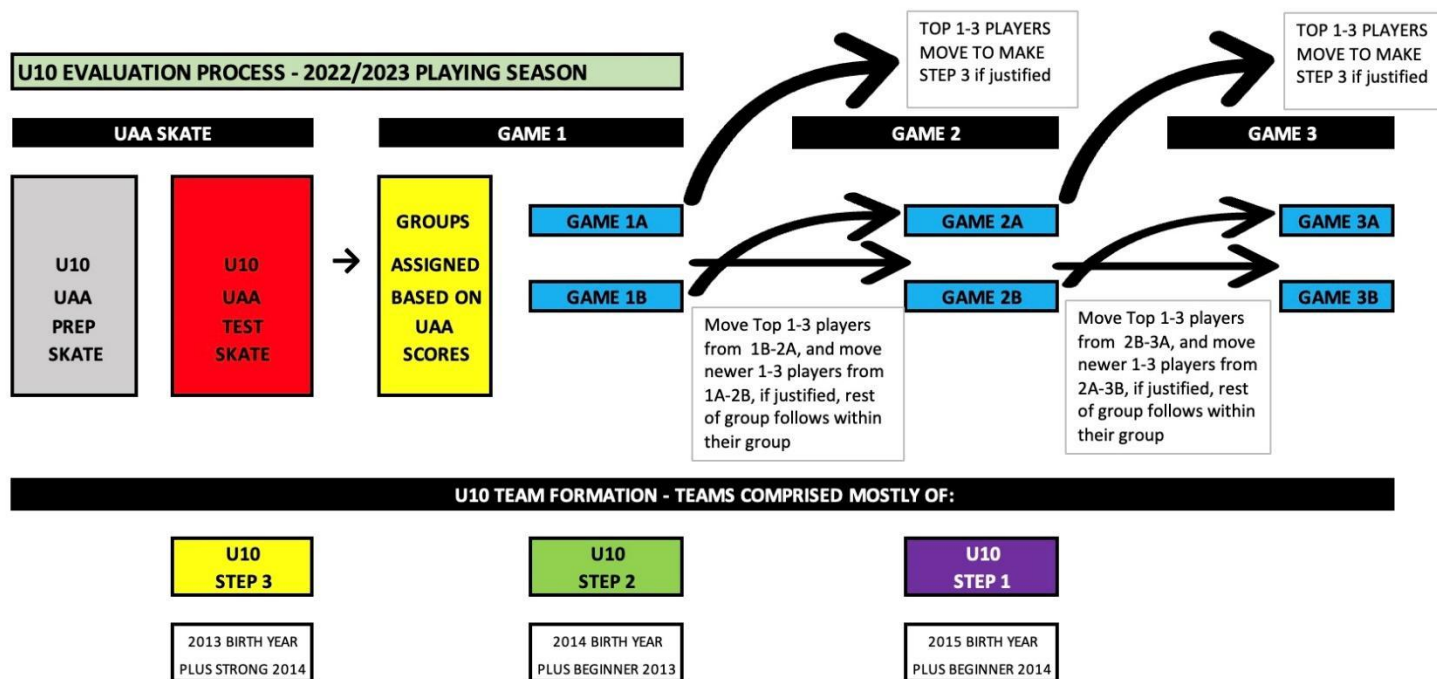 TOP 1-3 PLAYERS
MOVE TO MAKE
STEP 3 if justified
TOP 1-3 PLAYERS
MOVE TO MAKE
STEP 3 if justified
U10 EVALUATION PROCESS - 2022/2023 PLAYING SEASON
UAA SKATE
GAME 1
GAME 2
GAME 3
U10
UAA
PREP
SKATE
U10
UAA
TEST
SKATE
GROUPS
ASSIGNED
BASED ON
UAA
SCORES
GAME 1A
GAME 1B
GAME 2A
GAME 2B
GAME 3A
GAME 3B
Move Top 1-3 players
from 1B-2A, and move
newer 1-3 players from
1A-2B, if justified, rest
of group follows within
their group
Move Top 1-3 players
from 2B-3A, and move
newer 1-3 players from
2A-3B, if justified, rest
of group follows within
their group
U10 TEAM FORMATION - TEAMS COMPRISED MOSTLY OF:
U10
STEP 3
U10
STEP 2
U10
STEP 1
2013 BIRTH YEAR
PLUS STRONG 2014
2014 BIRTH YEAR
PLUS BEGINNER 2013
2015 BIRTH YEAR
PLUS BEGINNER 2014